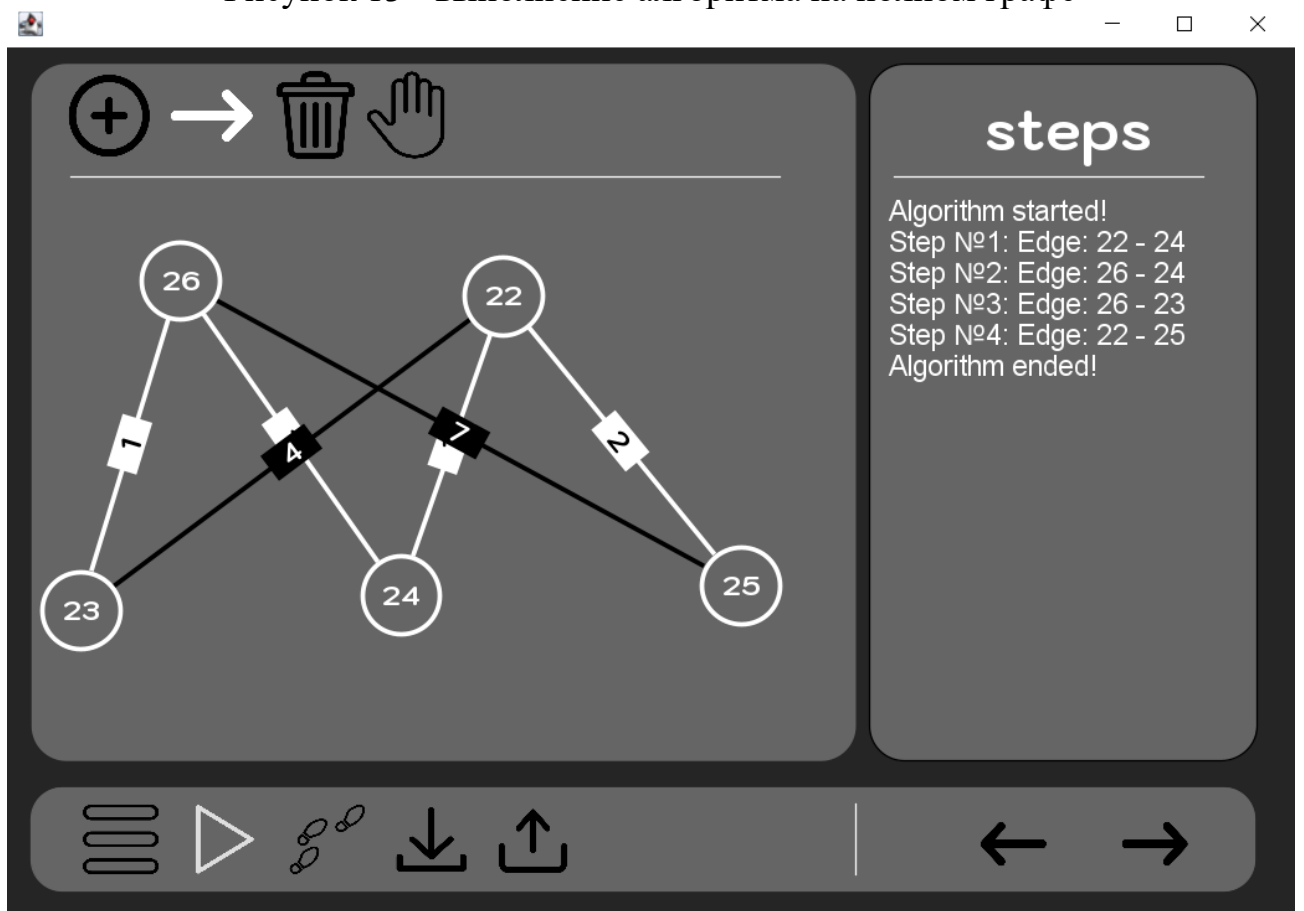 steps
Algorithm started!
Step №1: Edge: 22 - 24
Step №2: Edge: 26 - 24
Step №3: Edge: 26 - 23
Step №4: Edge: 22 - 25
Algorithm ended!
26
22
1
4
7
2
23
24
25